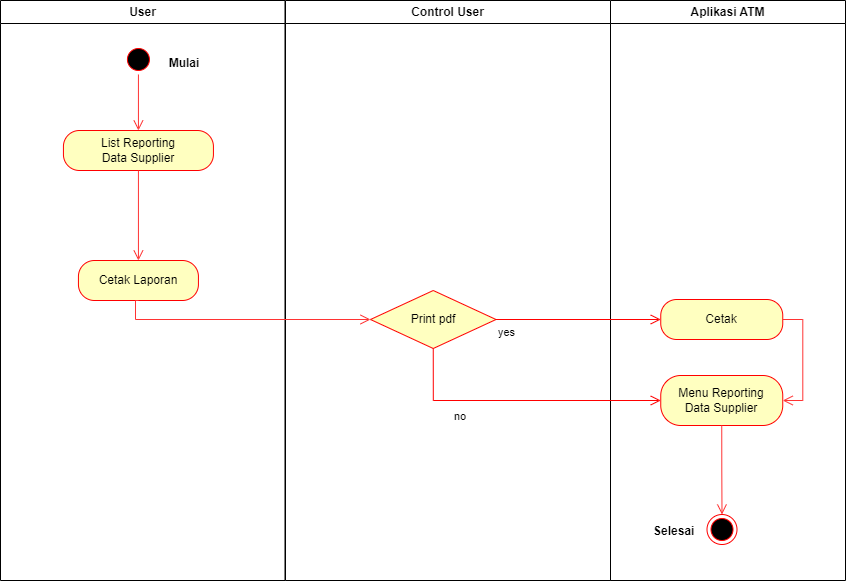 User
Control User
Aplikasi ATM
Mulai
List Reporting
Data Supplier
Cetak Laporan
Print pdf
yes
Cetak
no
Menu Reporting
Data Supplier
Selesai